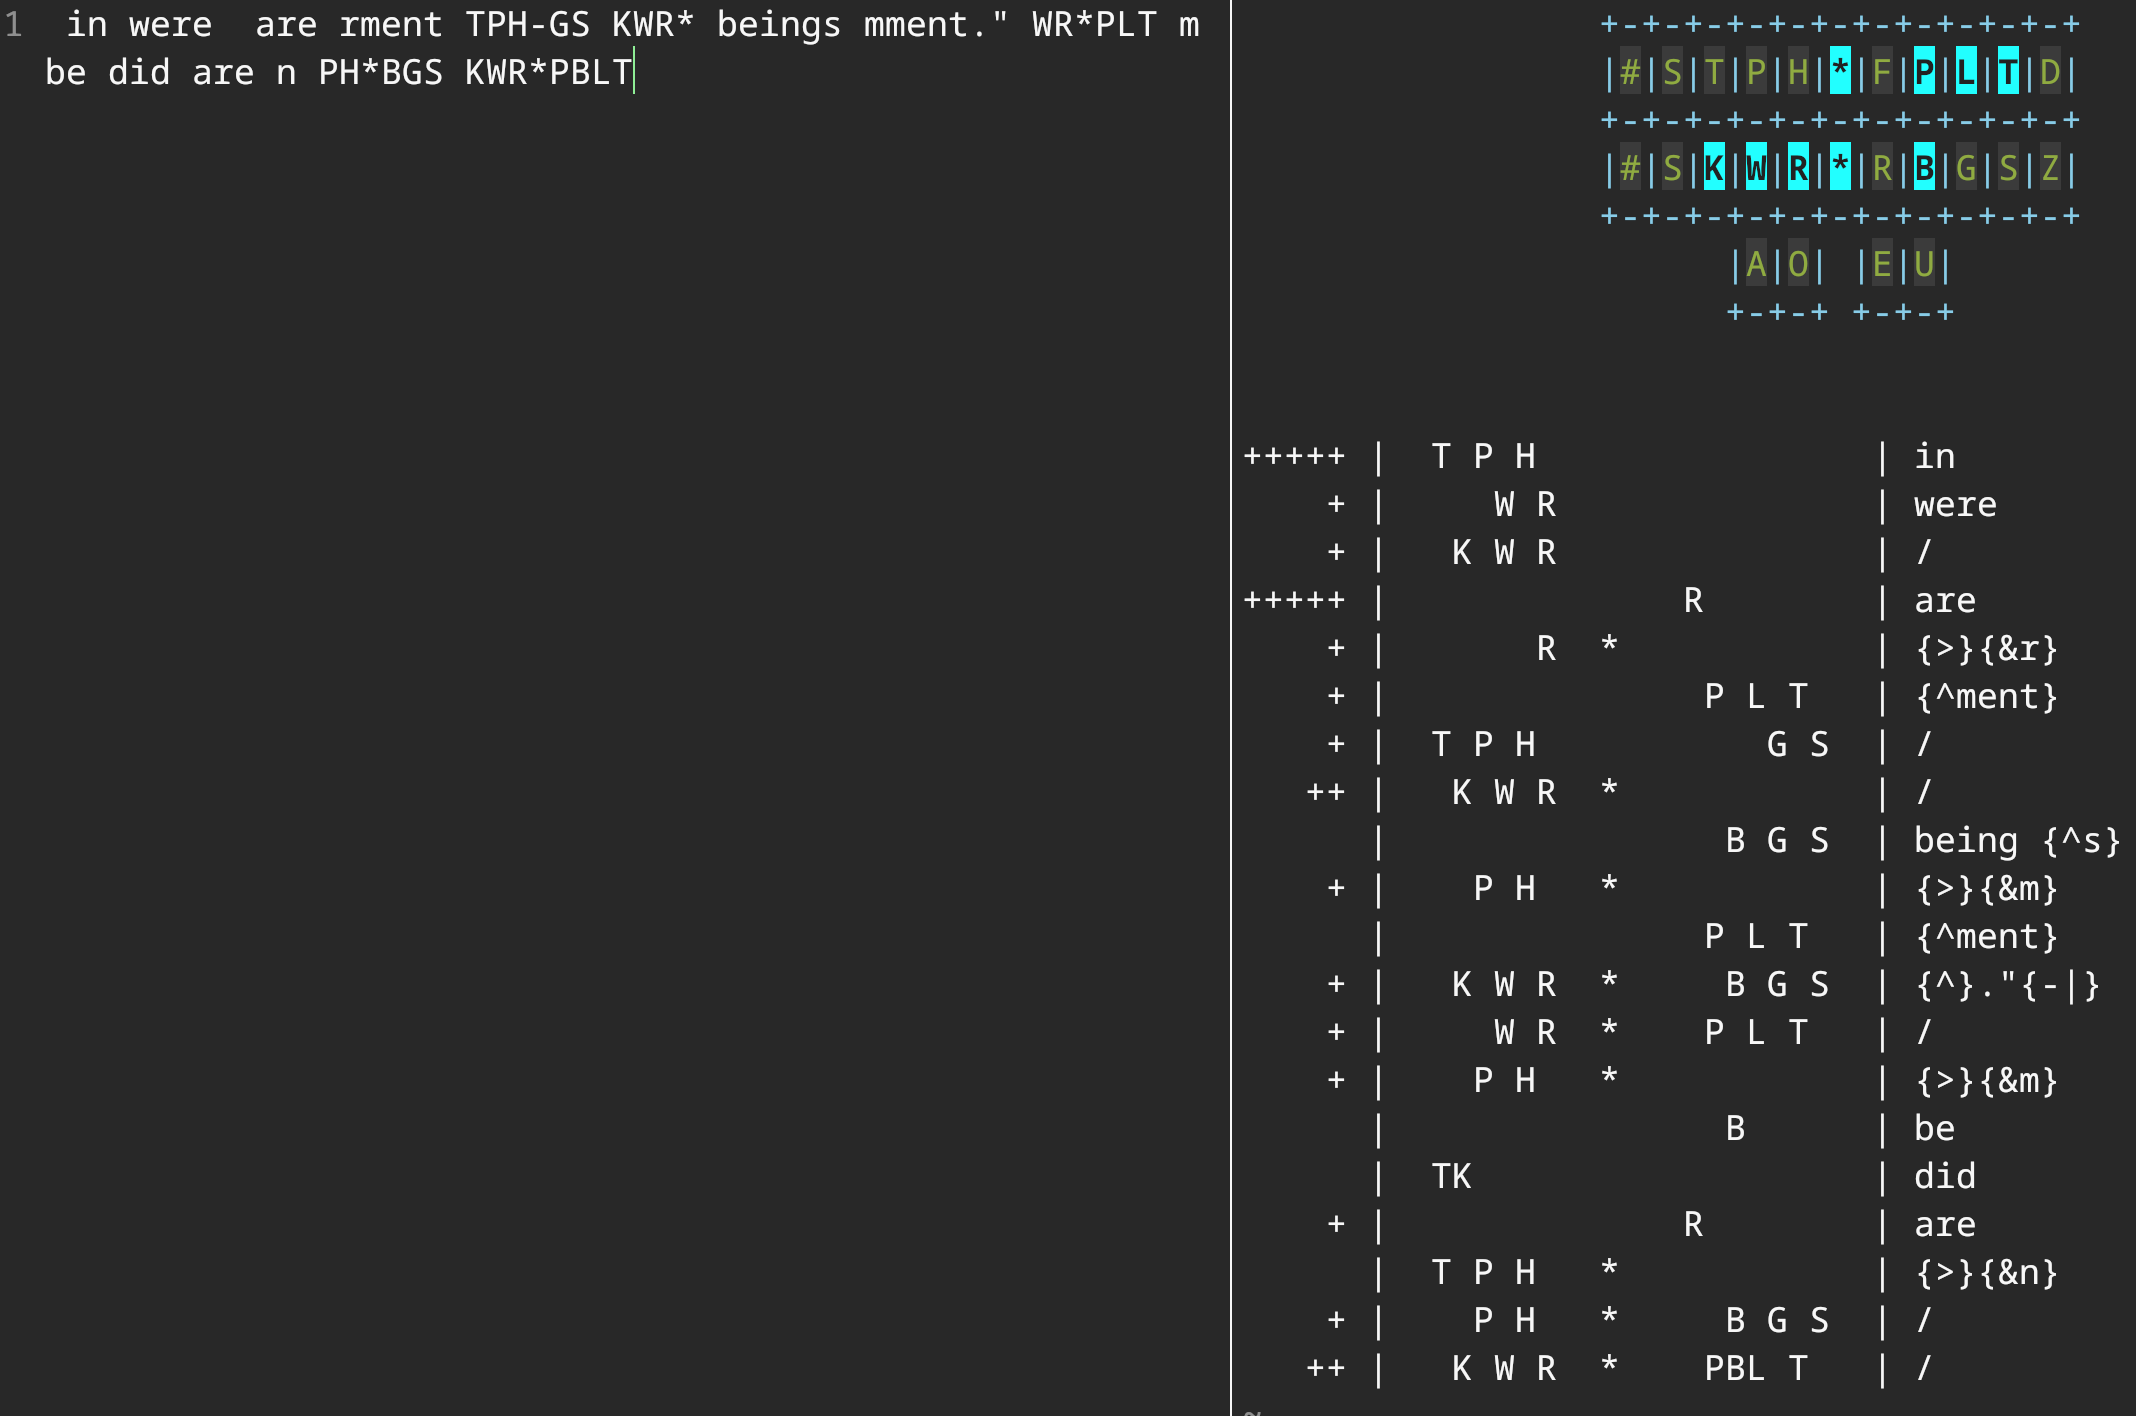 1  in were  are rment TPH-GS KWR* beings mment." WR*PLT m
be did are n PH*BGS KWR*PBLT
+-+-+-+-+-+-+-+-+-+-+-+
|#|S|T|P|H|*|F|P|L|T|D|
+-+-+-+-+-+-+-+-+-+-+-+
|#|S|K|W|R|*|R|B|G|S|Z|
+-+-+-+-+-+-+-+-+-+-+-+
|A|O| |E|U|
+-+-+ +-+-+
+++++ |  T P H                | in
+ |     W R               | were
+ |   K W R               | /
+++++ |              R        | are
+ |       R  *            | {>}{&r}
+ |               P L T   | {^ment}
+ |  T P H           G S  | /
++ |   K W R  *            | /
|                B G S  | being {^s}
+ |    P H   *            | {>}{&m}
|               P L T   | {^ment}
+ |   K W R  *     B G S  | {^}."{-|}
+ |     W R  *    P L T   | /
+ |    P H   *            | {>}{&m}
|                B      | be
|  TK                   | did
+ |              R        | are
|  T P H   *            | {>}{&n}
+ |    P H   *     B G S  | /
++ |   K W R  *    PBL T   | /
~